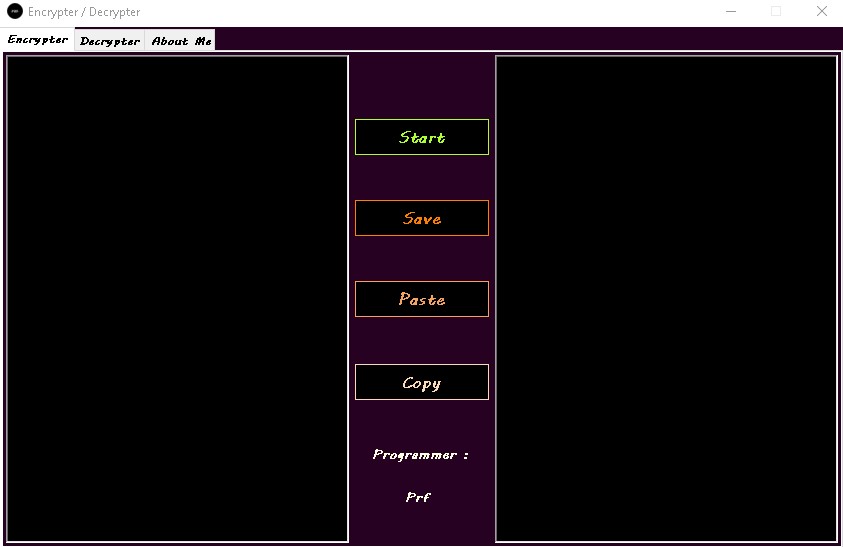 Encrypter / Decrypter
Encrypter Decrypter About Me
Start
Save
Paste
Copy
Programmer :
Prf